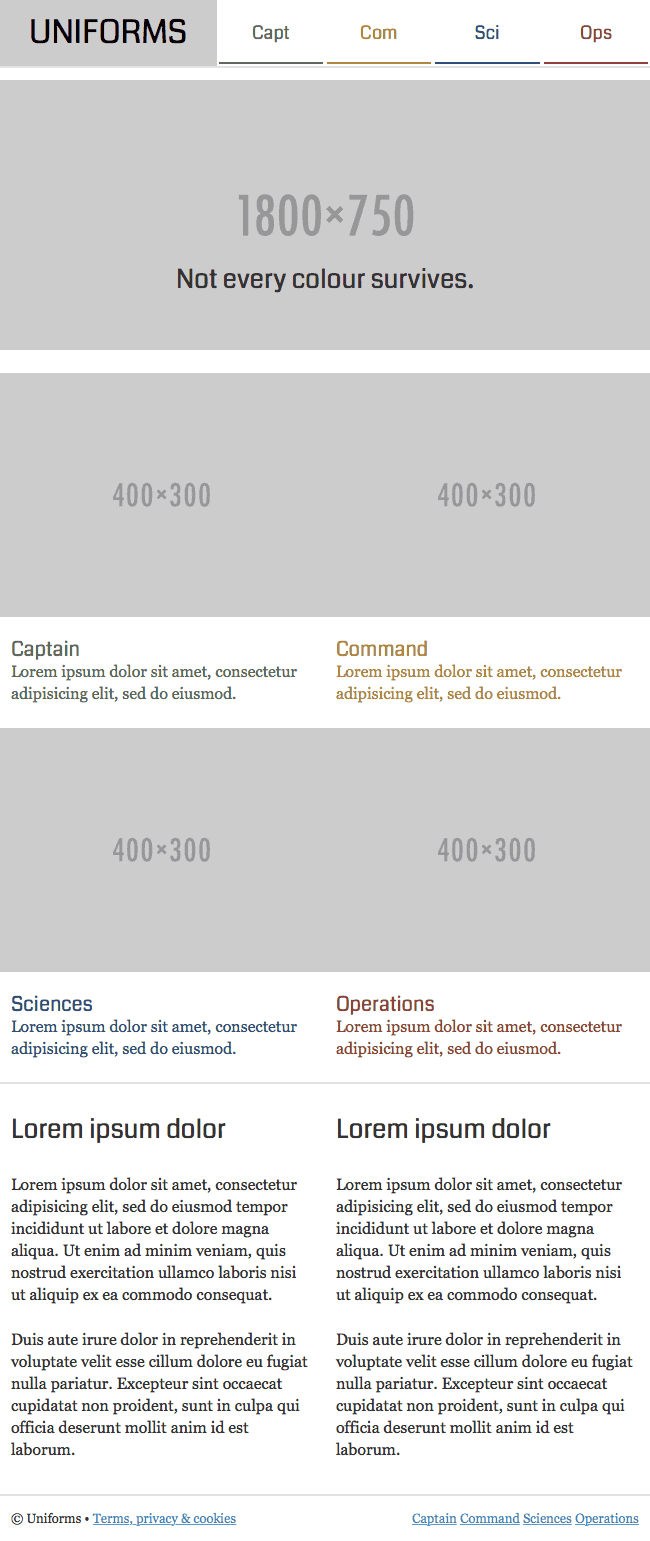 UNIFORMS Capt Com Sci Ops
1800×750
Not every colour survives.
400×300 400×300
Captain
Lorem ipsum dolor sit amet, consectetur
adipisicing elit, sed do eiusmod.
Command
Lorem ipsum dolor sit amet, consectetur
adipisicing elit, sed do eiusmod.
400×300 400×300
Sciences
Lorem ipsum dolor sit amet, consectetur
adipisicing elit, sed do eiusmod.
Operations
Lorem ipsum dolor sit amet, consectetur
adipisicing elit, sed do eiusmod.
Lorem ipsum dolor
Lorem ipsum dolor sit amet, consectetur
adipisicing elit, sed do eiusmod tempor
incididunt ut labore et dolore magna
aliqua. Ut enim ad minim veniam, quis
nostrud exercitation ullamco laboris nisi
ut aliquip ex ea commodo consequat.
Duis aute irure dolor in reprehenderit in
voluptate velit esse cillum dolore eu fugiat
nulla pariatur. Excepteur sint occaecat
cupidatat non proident, sunt in culpa qui
officia deserunt mollit anim id est
laborum.
Lorem ipsum dolor
Lorem ipsum dolor sit amet, consectetur
adipisicing elit, sed do eiusmod tempor
incididunt ut labore et dolore magna
aliqua. Ut enim ad minim veniam, quis
nostrud exercitation ullamco laboris nisi
ut aliquip ex ea commodo consequat.
Duis aute irure dolor in reprehenderit in
voluptate velit esse cillum dolore eu fugiat
nulla pariatur. Excepteur sint occaecat
cupidatat non proident, sunt in culpa qui
officia deserunt mollit anim id est
laborum.
© Uniforms • Terms, privacy & cookies Captain Command Sciences Operations